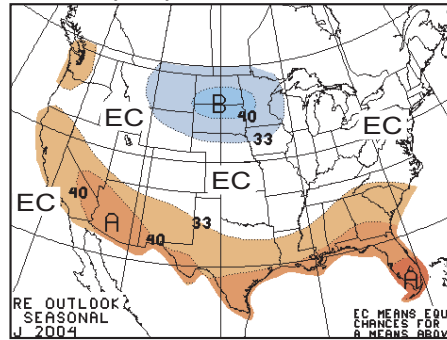 B
40
33
EC
EC
EC
EC
40
A
33
40
A
RE OUTLOOK
SEASONAL
J 2004
EC MEANS EQU
CHANCES FOR
A MEANS ABOV